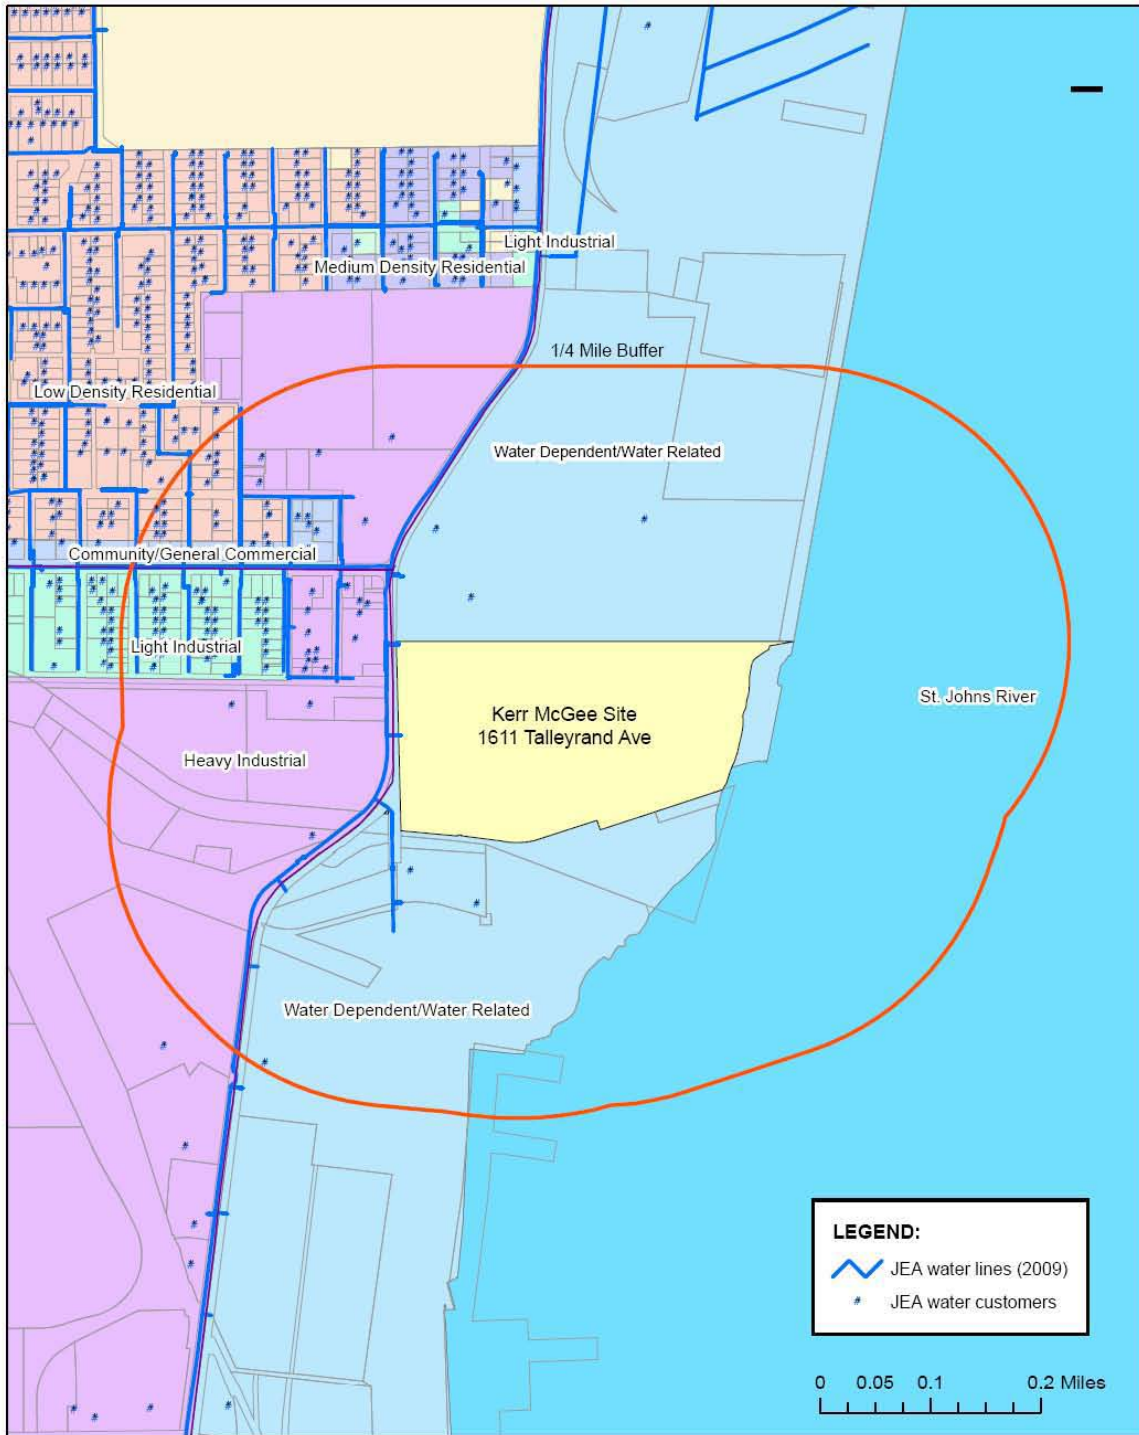 Light Industrial
Medium Density Residential
1/4 Mile Buffer
Low Density Residential
Water Dependent/Water Related
Community/General Commercial
Light Industrial
St. Johns River
Kerr McGee Site
1611 Talleyrand Ave
Heavy Industrial
Water Dependent/Water Related
LEGEND:
JEA water lines (2009)
JEA water customers
0 0.05 0.1 0.2 Miles